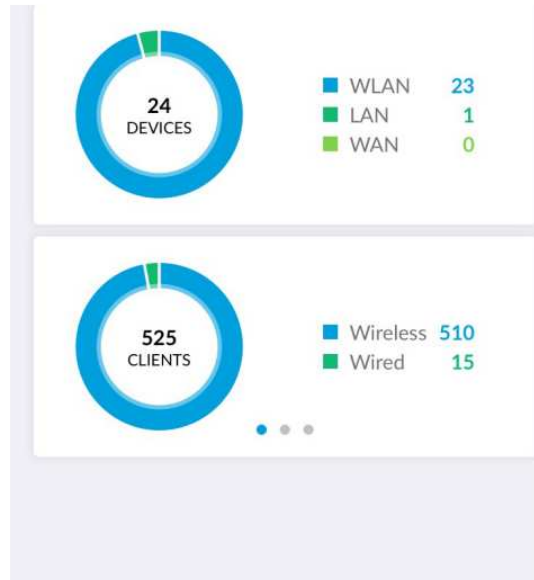 24
DEVICES
WLAN 23
LAN 1
WAN 0
525
CLIENTS
Wireless 510
Wired 15